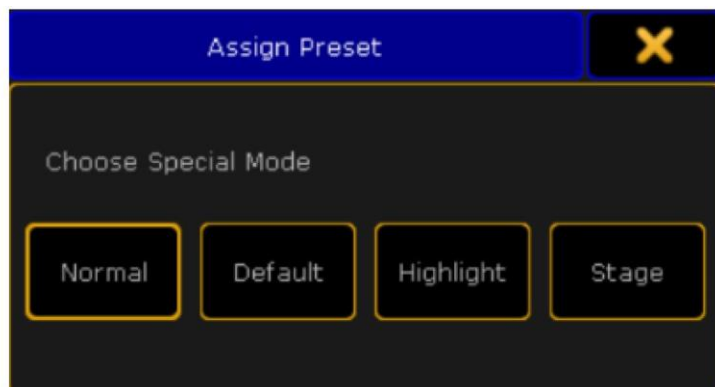 Assign Preset
Choose Special Mode
Normal Default Highlight Stage